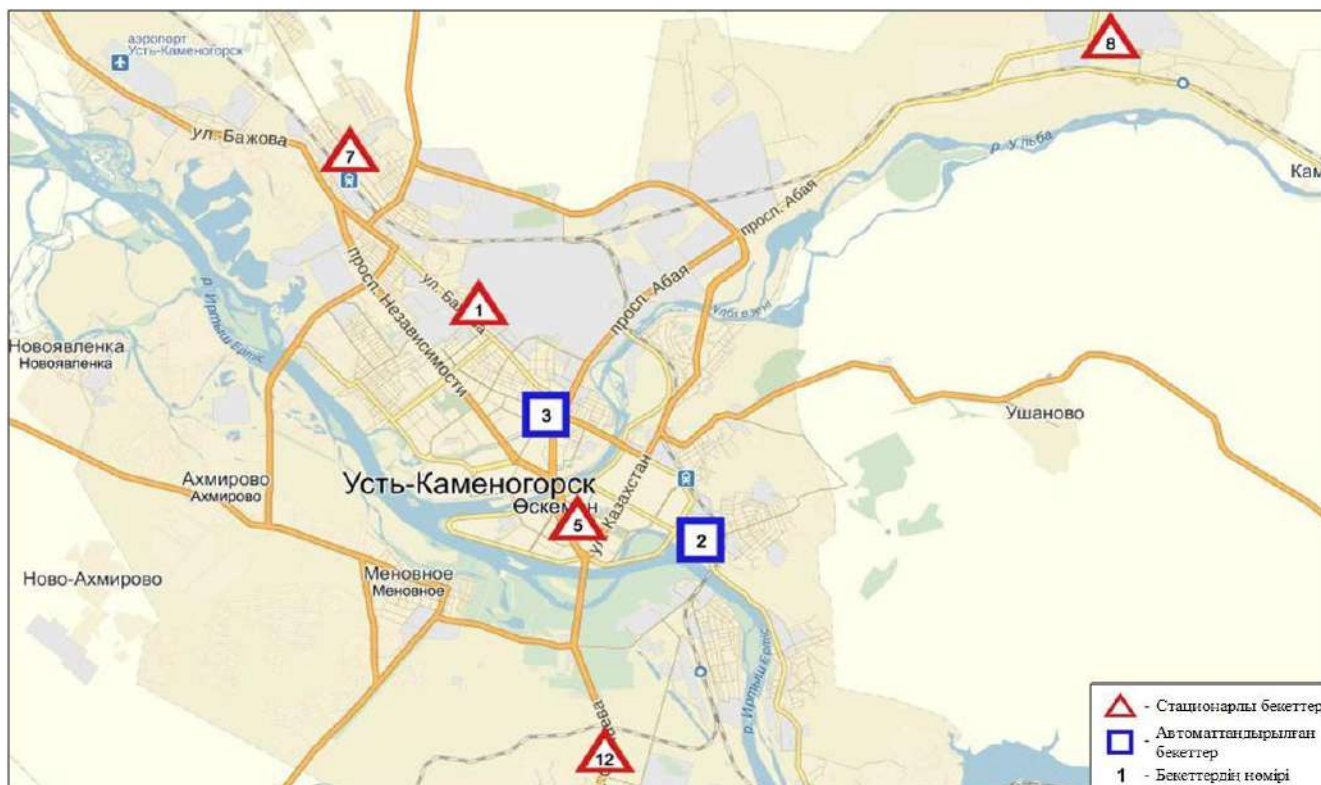 аэропорт
Усть-Каменогорск
8
ул. Бажова
7
р. Ульба
Кам
просп. Абая
просп. Независимости
1
просп. Абая
р. Иртыш Ертіс
Новоявленка
Новоявленка
3
Ушаново
Ахмирово
Ахмирово
Усть-Каменогорск
Өскемен
5
ул. Казахстан
2
Ново-Ахмирово
Меновное
Меновное
р. Иртыш Ертіс
12
- Стационарлы бекеттер
- Автоматтандырылған
бекеттер
1 - Бекеттердің нөмірі